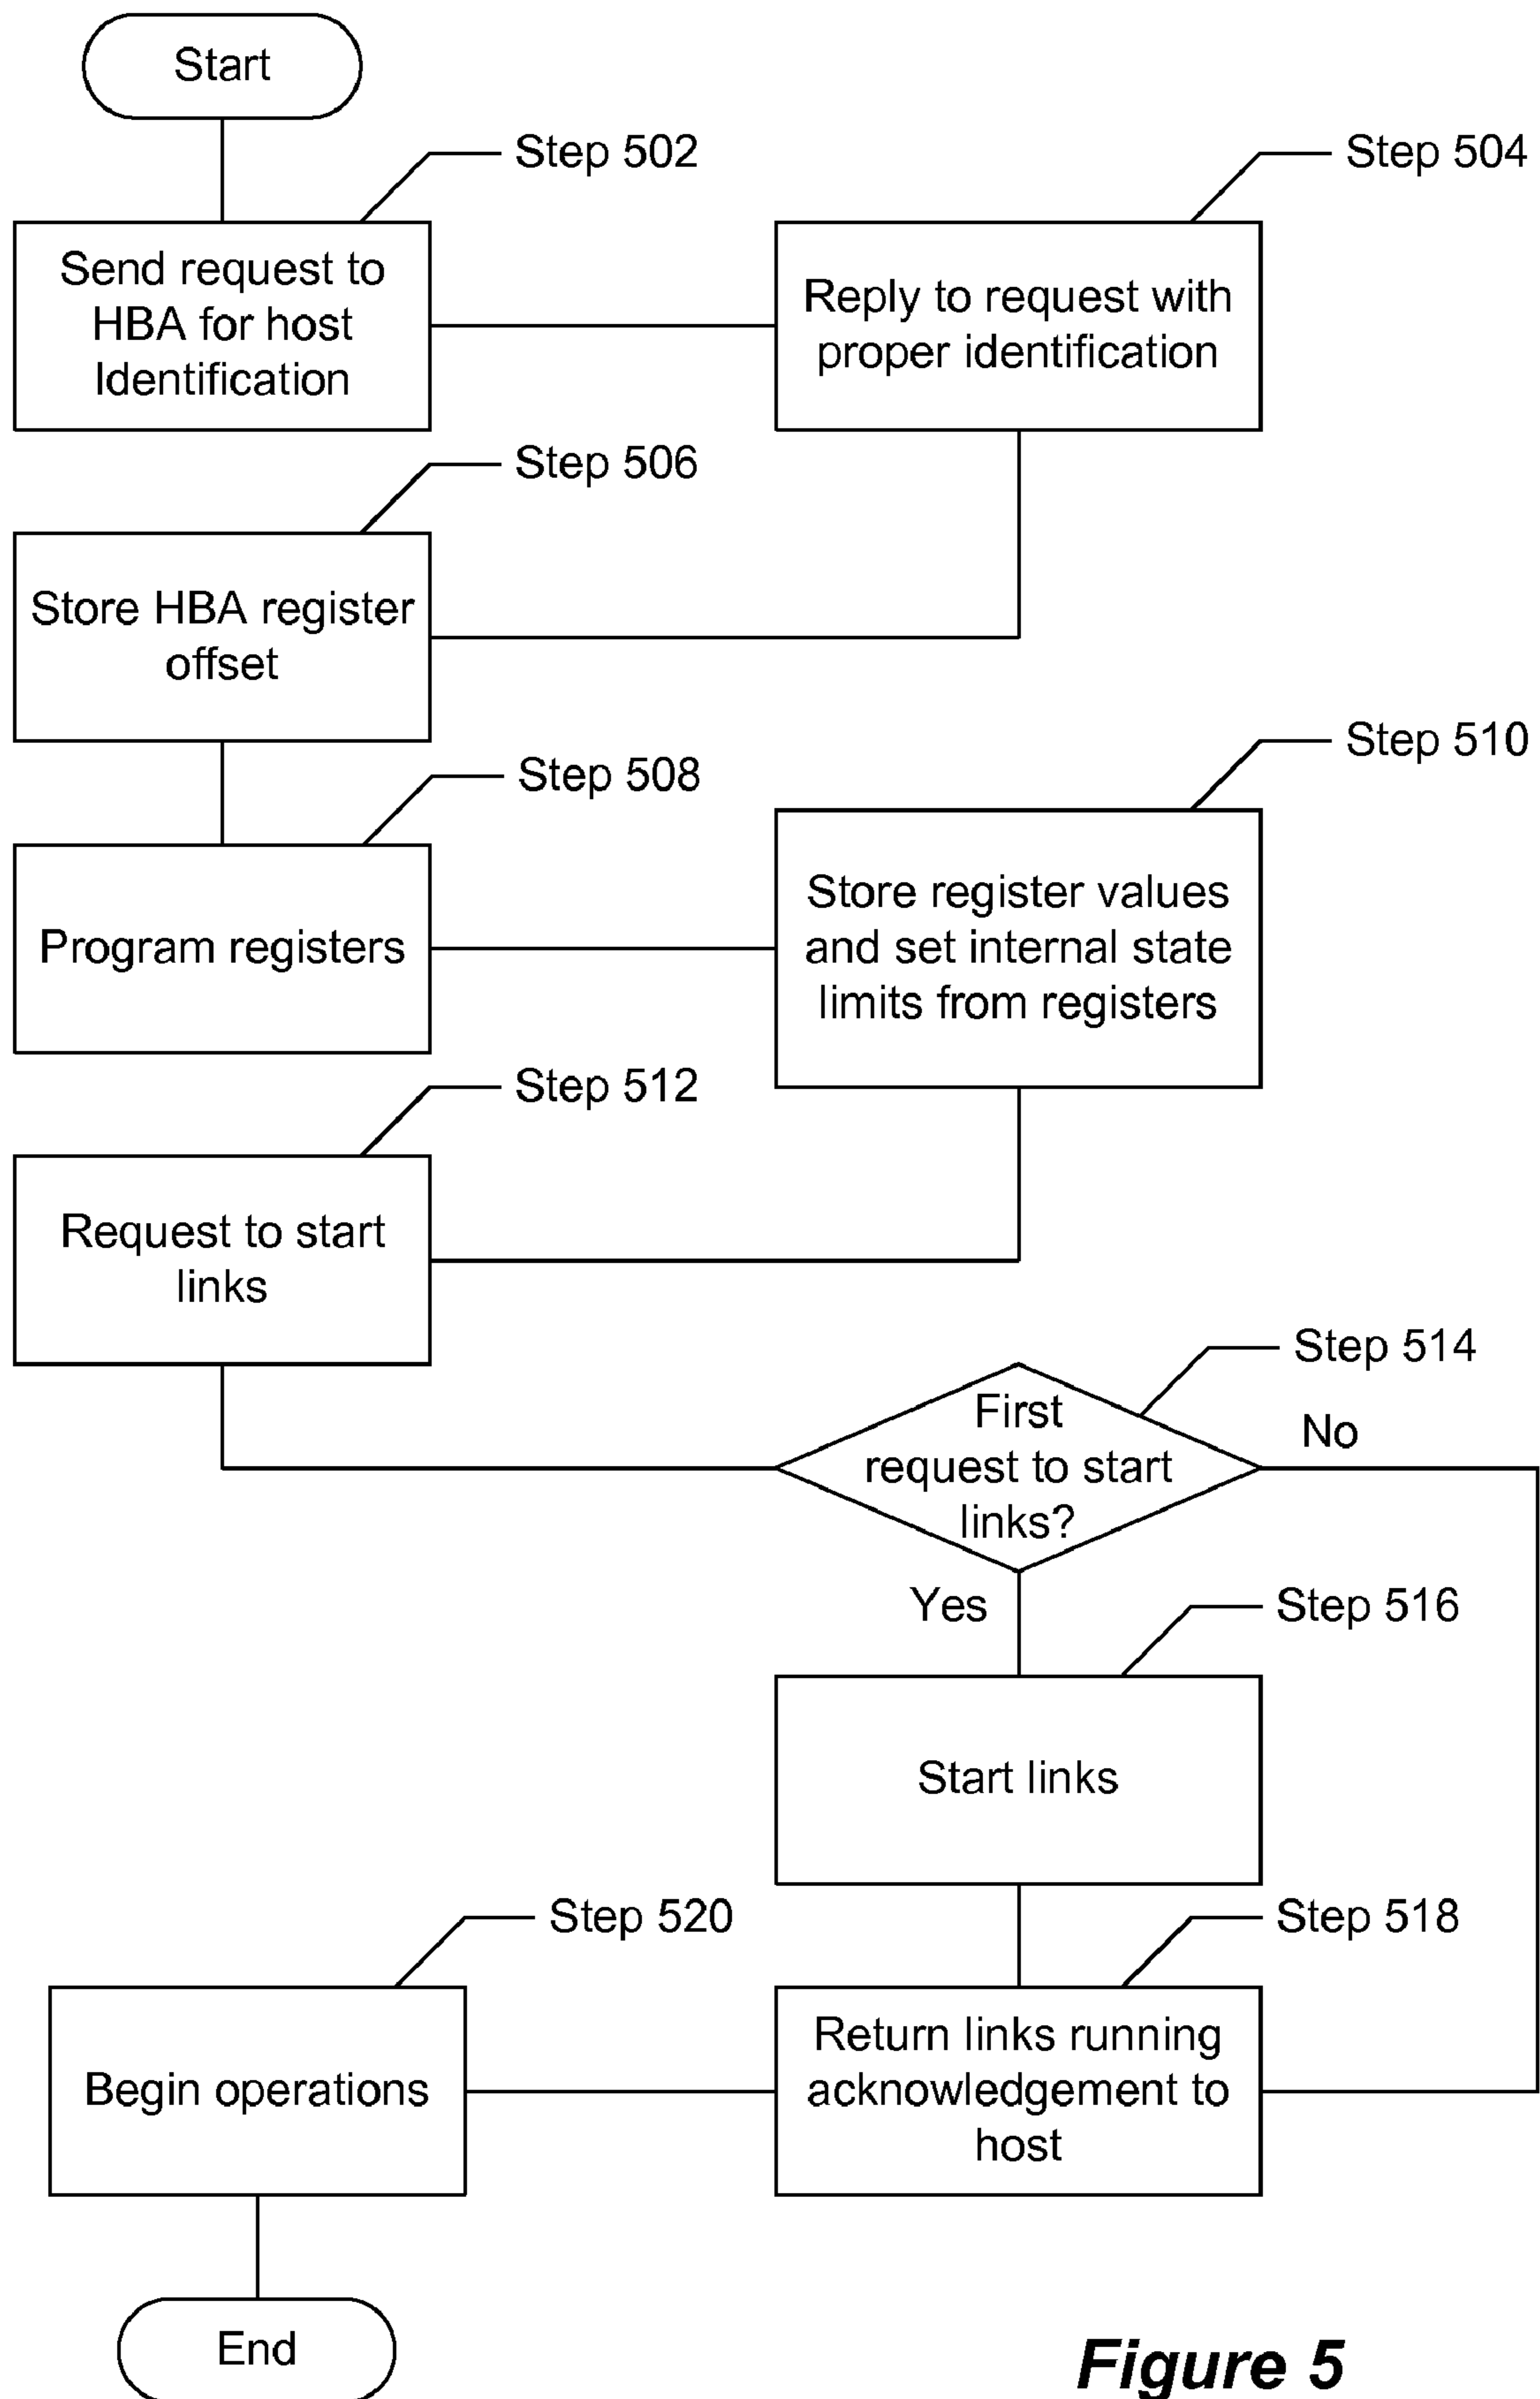 Start
Step 502
Step 504
Send request to
HBA for host
Identification
Reply to request with
proper identification
Step 506
Store HBA register
offset
Step 508
Step 510
Program registers
Store register values
and set internal state
limits from registers
Step 512
Request to start
links
Step 514
First
request to start
links?
No
Yes
Step 516
Start links
Step 520
Step 518
Begin operations
Return links running
acknowledgement to
host
End
Figure 5